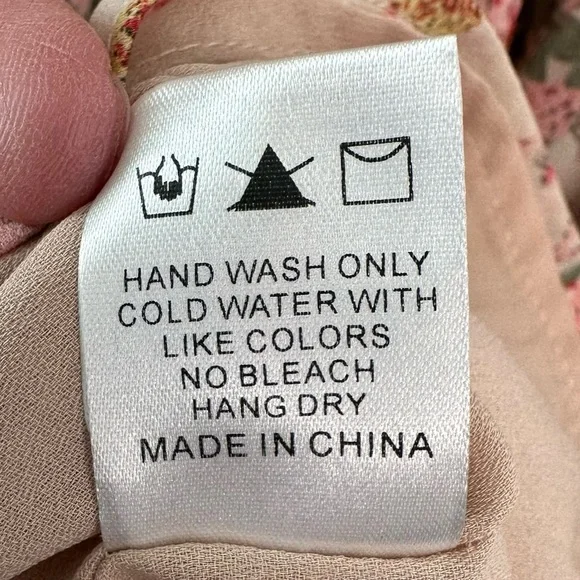 HAND WASH ONLY
COLD WATER WITH
LIKE COLORS
NO BLEACH
HANG DRY
MADE IN CHINA